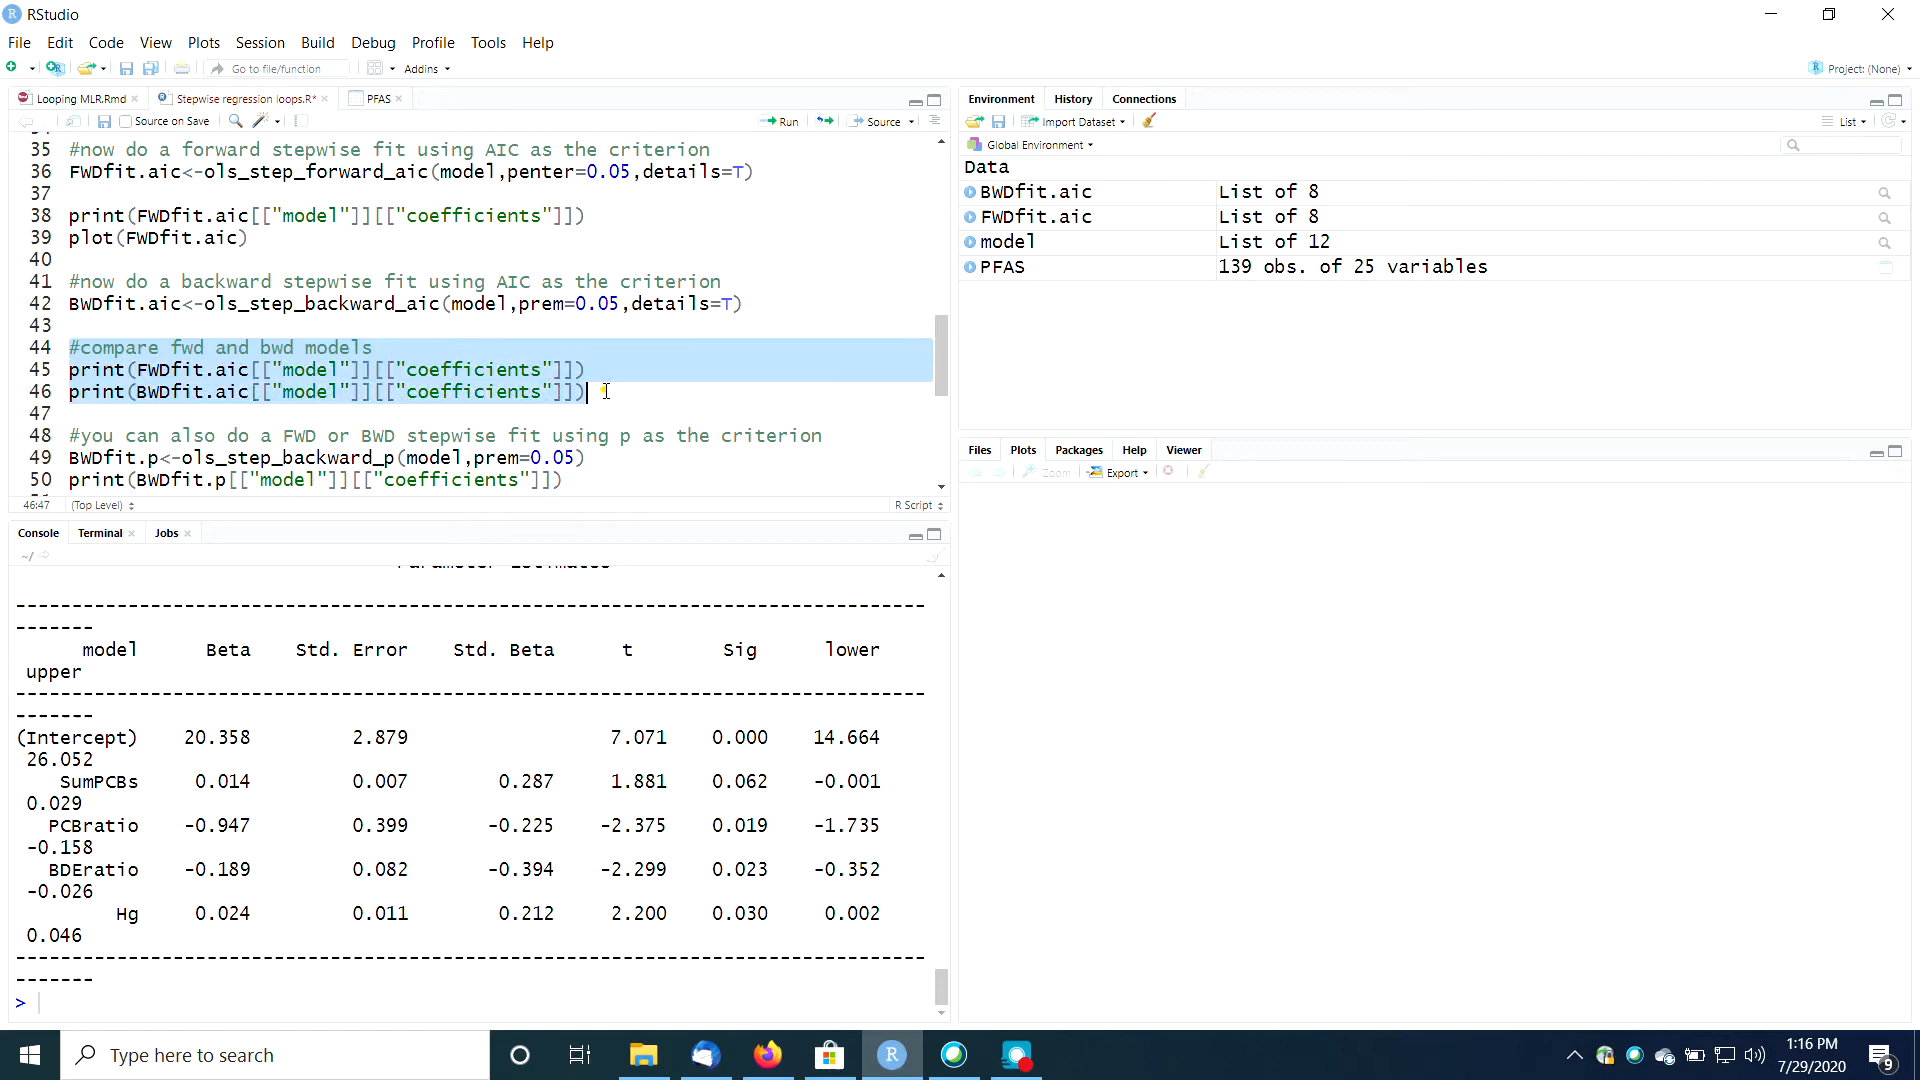 RStudio
File Edit Code View Plots Session Build Debug Profile Tools Help
Go to file/function Addins Project: (None)
Looping MLR.Rmd Stepwise regression loops.R* PFAS
Source on Save Run Source
35 #now do a forward stepwise fit using AIC as the criterion
36 FWDfit.aic<-ols_step_forward_aic(model,penter=0.05,details=T)
37
38 print(FWDfit.aic[["model"]][["coefficients"]])
39 plot(FWDfit.aic)
40
41 #now do a backward stepwise fit using AIC as the criterion
42 BWDfit.aic<-ols_step_backward_aic(model,prem=0.05,details=T)
43
44 #compare fwd and bwd models
45 print(FWDfit.aic[["model"]][["coefficients"]])
46 print(BWDfit.aic[["model"]][["coefficients"]])
47
48 #you can also do a FWD or BWD stepwise fit using p as the criterion
49 BWDfit.p<-ols_step_backward_p(model,prem=0.05)
50 print(BWDfit.p[["model"]][["coefficients"]])
46:47 (Top Level) R Script
Console Terminal Jobs
~/
Parameter Estimates
---------------------------------------------------------------------------------
-------
model Beta Std. Error Std. Beta t Sig lower
upper
---------------------------------------------------------------------------------
-------
(Intercept) 20.358 2.879 7.071 0.000 14.664
26.052
SumPCBs 0.014 0.007 0.287 1.881 0.062 -0.001
0.029
PCBratio -0.947 0.399 -0.225 -2.375 0.019 -1.735
-0.158
BDEratio -0.189 0.082 -0.394 -2.299 0.023 -0.352
-0.026
Hg 0.024 0.011 0.212 2.200 0.030 0.002
0.046
---------------------------------------------------------------------------------
-------
>
Environment History Connections
Import Dataset List
Global Environment
Data
BWDfit.aic List of 8
FWDfit.aic List of 8
model List of 12
PFAS 139 obs. of 25 variables
Files Plots Packages Help Viewer
Zoom Export
Type here to search
1:16 PM
7/29/2020
9